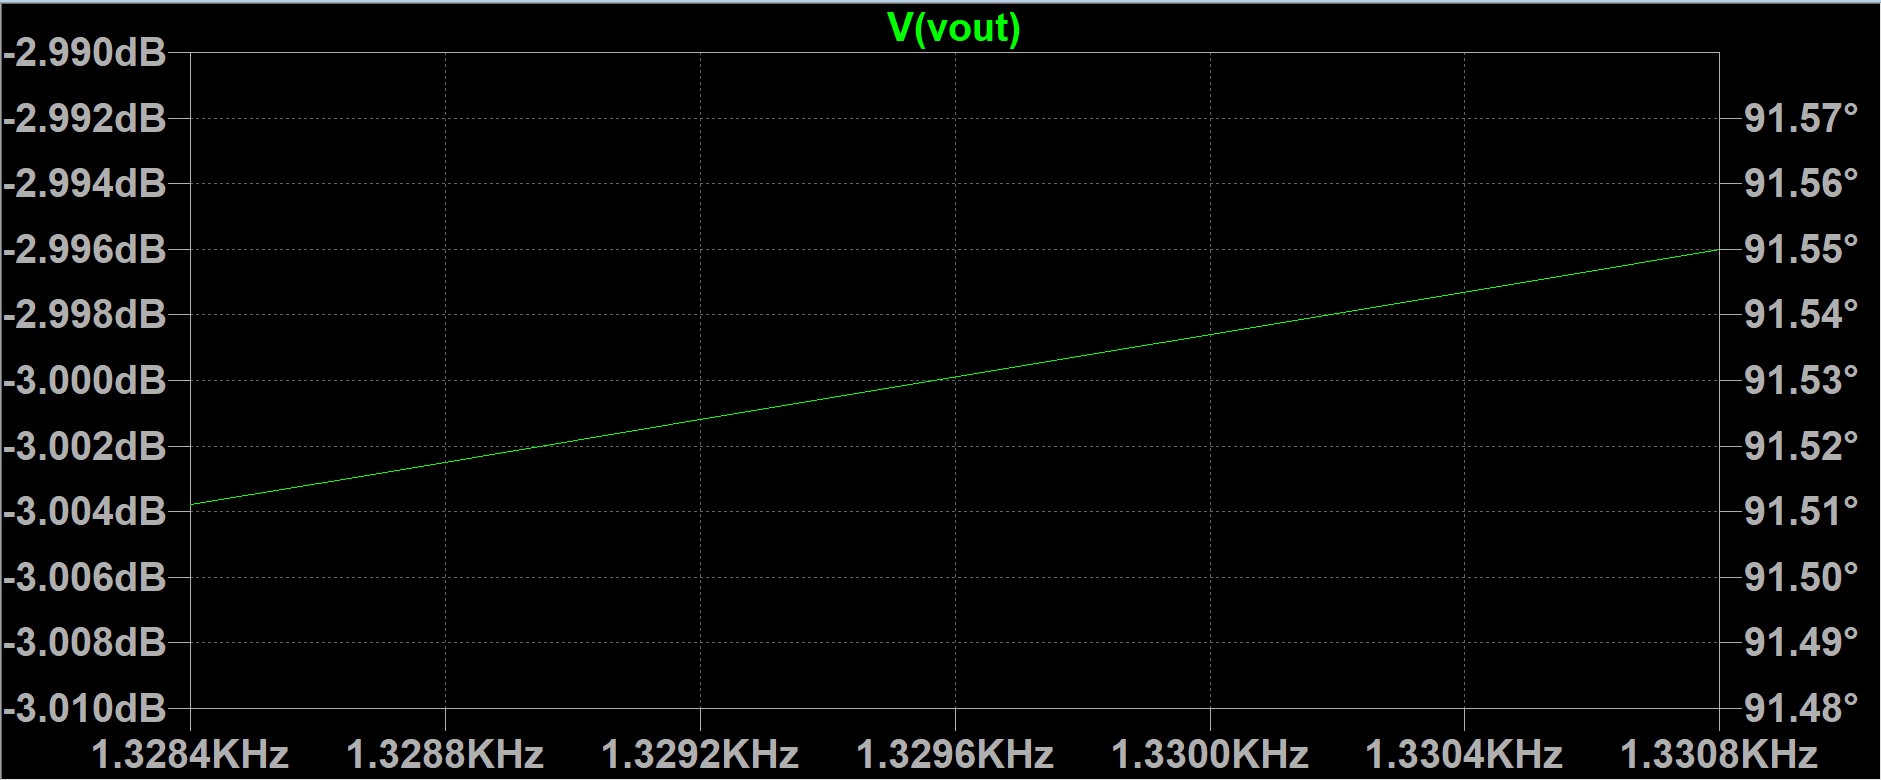 V(vout)
-2.990dB
-2.992dB 91.57°
-2.994dB 91.56°
-2.996dB 91.55°
-2.998dB 91.54°
-3.000dB 91.53°
-3.002dB 91.52°
-3.004dB 91.51°
-3.006dB 91.50°
-3.008dB 91.49°
-3.010dB 91.48°
1.3284KHz 1.3288KHz 1.3292KHz 1.3296KHz 1.3300KHz 1.3304KHz 1.3308KHz